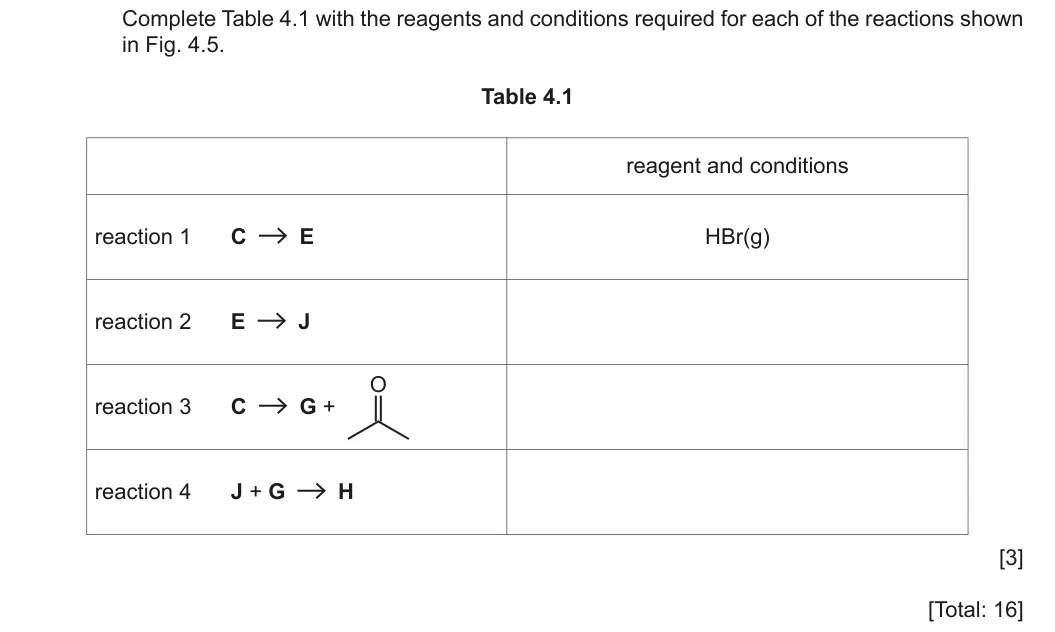 Complete Table 4.1 with the reagents and conditions required for each of the reactions shown
in Fig. 4.5.
Table 4.1
reagent and conditions
reaction 1 C → E HBr(g)
reaction 2 E → J
O
reaction 3 C → G +
reaction 4 J + G → H
[3]
[Total: 16]